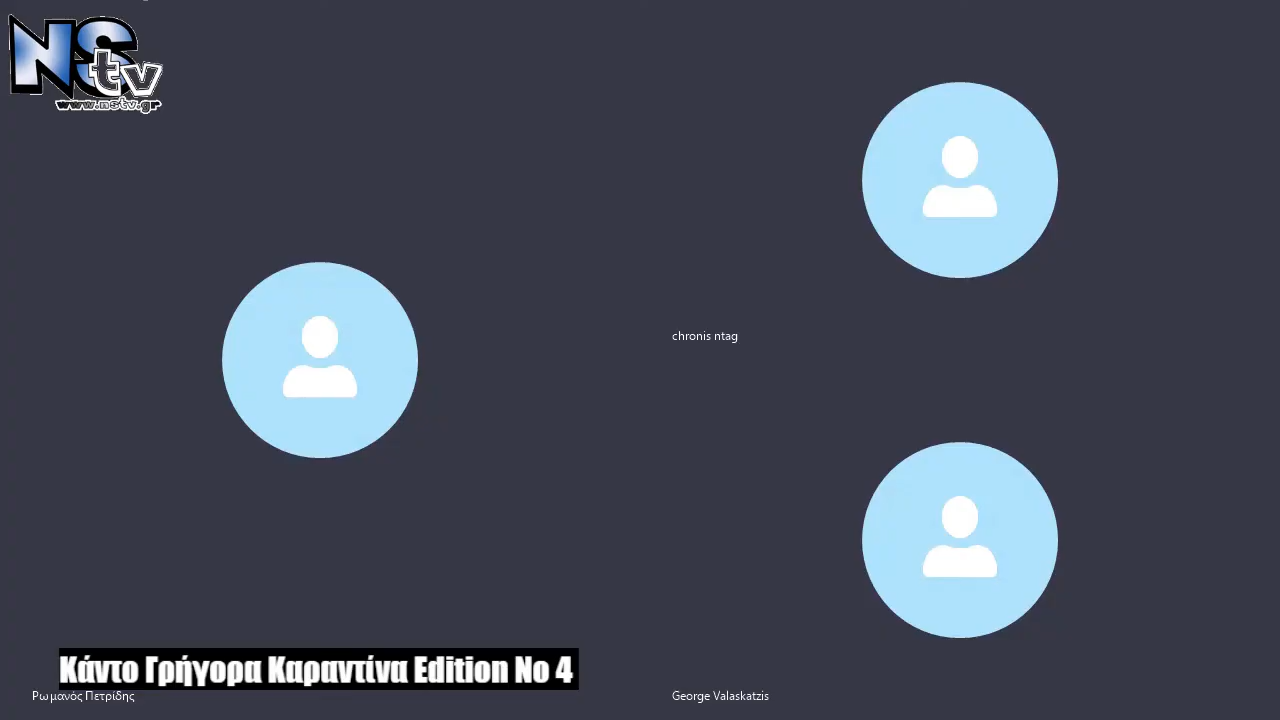 NS
tv
www.nstv.gr
chronis ntag
Κάντο Γρήγορα Καραντίνα Edition No 4
Ρωμανός Πετρίδης
George Valaskatzis